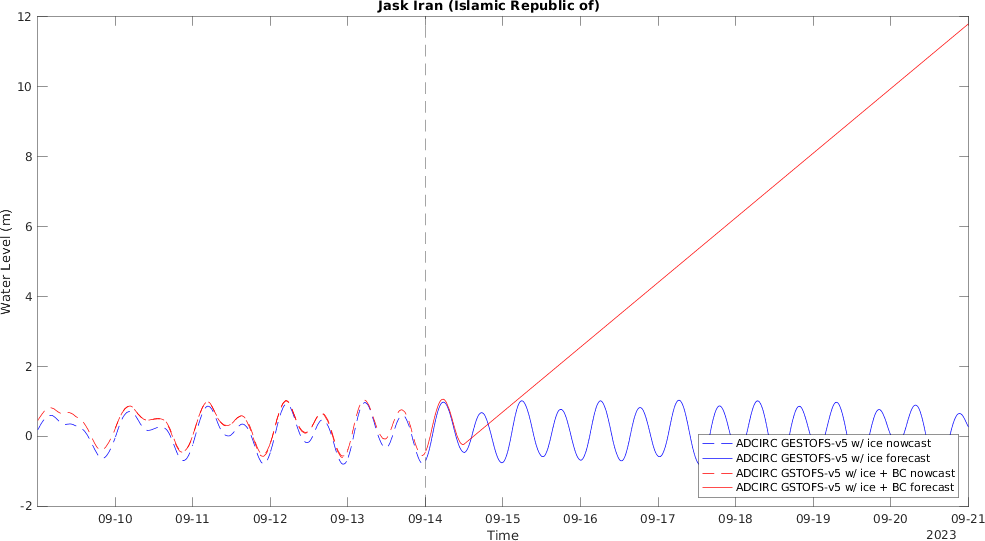 Jask Iran (Islamic Republic of)
12
10
8
6
4
2
0
-2
Water Level (m)
ADCIRC GESTOFS-v5 w/ ice nowcast
ADCIRC GESTOFS-v5 w/ ice forecast
ADCIRC GSTOFS-v5 w/ ice + BC nowcast
ADCIRC GSTOFS-v5 w/ ice + BC forecast
09-10 09-11 09-12 09-13 09-14 09-15 09-16 09-17 09-18 09-19 09-20 09-21
Time
2023